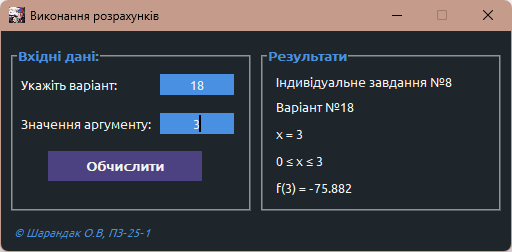 Виконання розрахунків
Вхідні дані:
Укажіть варіант: 18
Значення аргументу: 3
Обчислити
Результати
Індивідуальне завдання №8
Варіант №18
x = 3
0 ≤ x ≤ 3
f(3) = -75.882
© Шарандак О.В, ПЗ-25-1